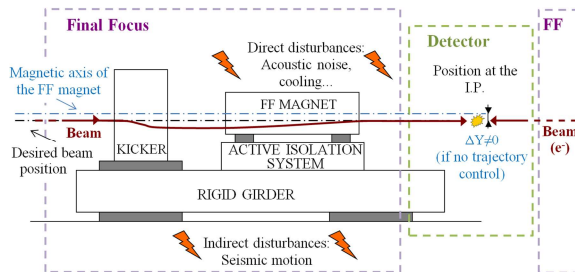 Final Focus
Direct disturbances:
Acoustic noise,
cooling...
Detector
FF
Magnetic axis
of the FF magnet
Position at the
I.P.
FF MAGNET
Beam
Desired beam
position
KICKER
ACTIVE ISOLATION
SYSTEM
ΔY≠0
(if no trajectory
control)
Beam
(e-)
RIGID GIRDER
Indirect disturbances:
Seismic motion